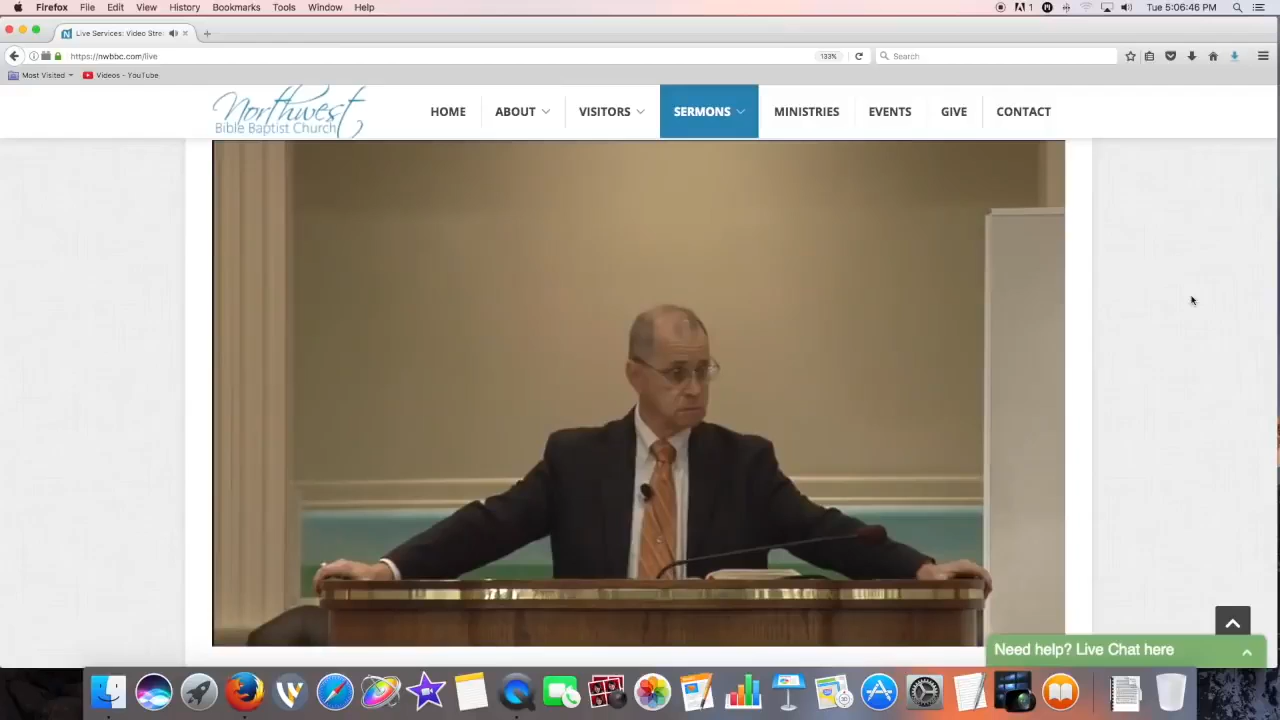 Firefox File Edit View History Bookmarks Tools Window Help 1 Tue 5:06:46 PM
Live Services: Video Stre
https://nwbbc.com/live 133% Search
Most Visited Videos - YouTube
Northwest
Bible Baptist Church
HOME ABOUT VISITORS SERMONS MINISTRIES EVENTS GIVE CONTACT
Need help? Live Chat here